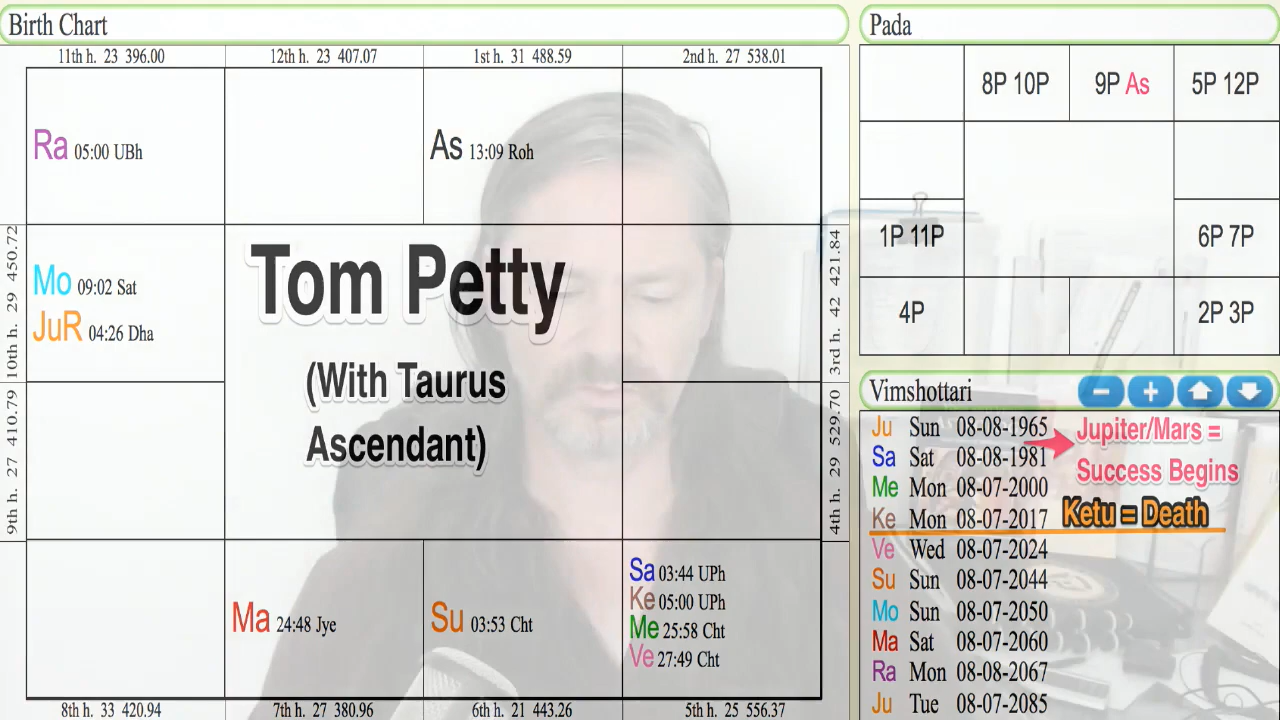 Birth Chart
11th h. 23 396.00
12th h. 23 407.07
1st h. 31 488.59
2nd h. 27 538.01
Ra 05:00 UBh
As 13:09 Roh
10th h. 29 450.72
Mo 09:02 Sat
JuR 04:26 Dha
Tom Petty
(With Taurus
Ascendant)
3rd h. 42 421.84
9th h. 27 410.79
4th h. 29 529.70
Ma 24:48 Jye
Su 03:53 Cht
Sa 03:44 UPh
Ke 05:00 UPh
Me 25:58 Cht
Ve 27:49 Cht
8th h. 33 420.94
7th h. 27 380.96
6th h. 21 443.26
5th h. 25 556.37
Pada
8P 10P
9P As
5P 12P
1P 11P
6P 7P
4P
2P 3P
Vimshottari
Ju Sun 08-08-1965
Jupiter/Mars =
Sa Sat 08-08-1981
Success Begins
Me Mon 08-07-2000
Ke Mon 08-07-2017
Ketu = Death
Ve Wed 08-07-2024
Su Sun 08-07-2044
Mo Sun 08-07-2050
Ma Sat 08-07-2060
Ra Mon 08-08-2067
Ju Tue 08-07-2085